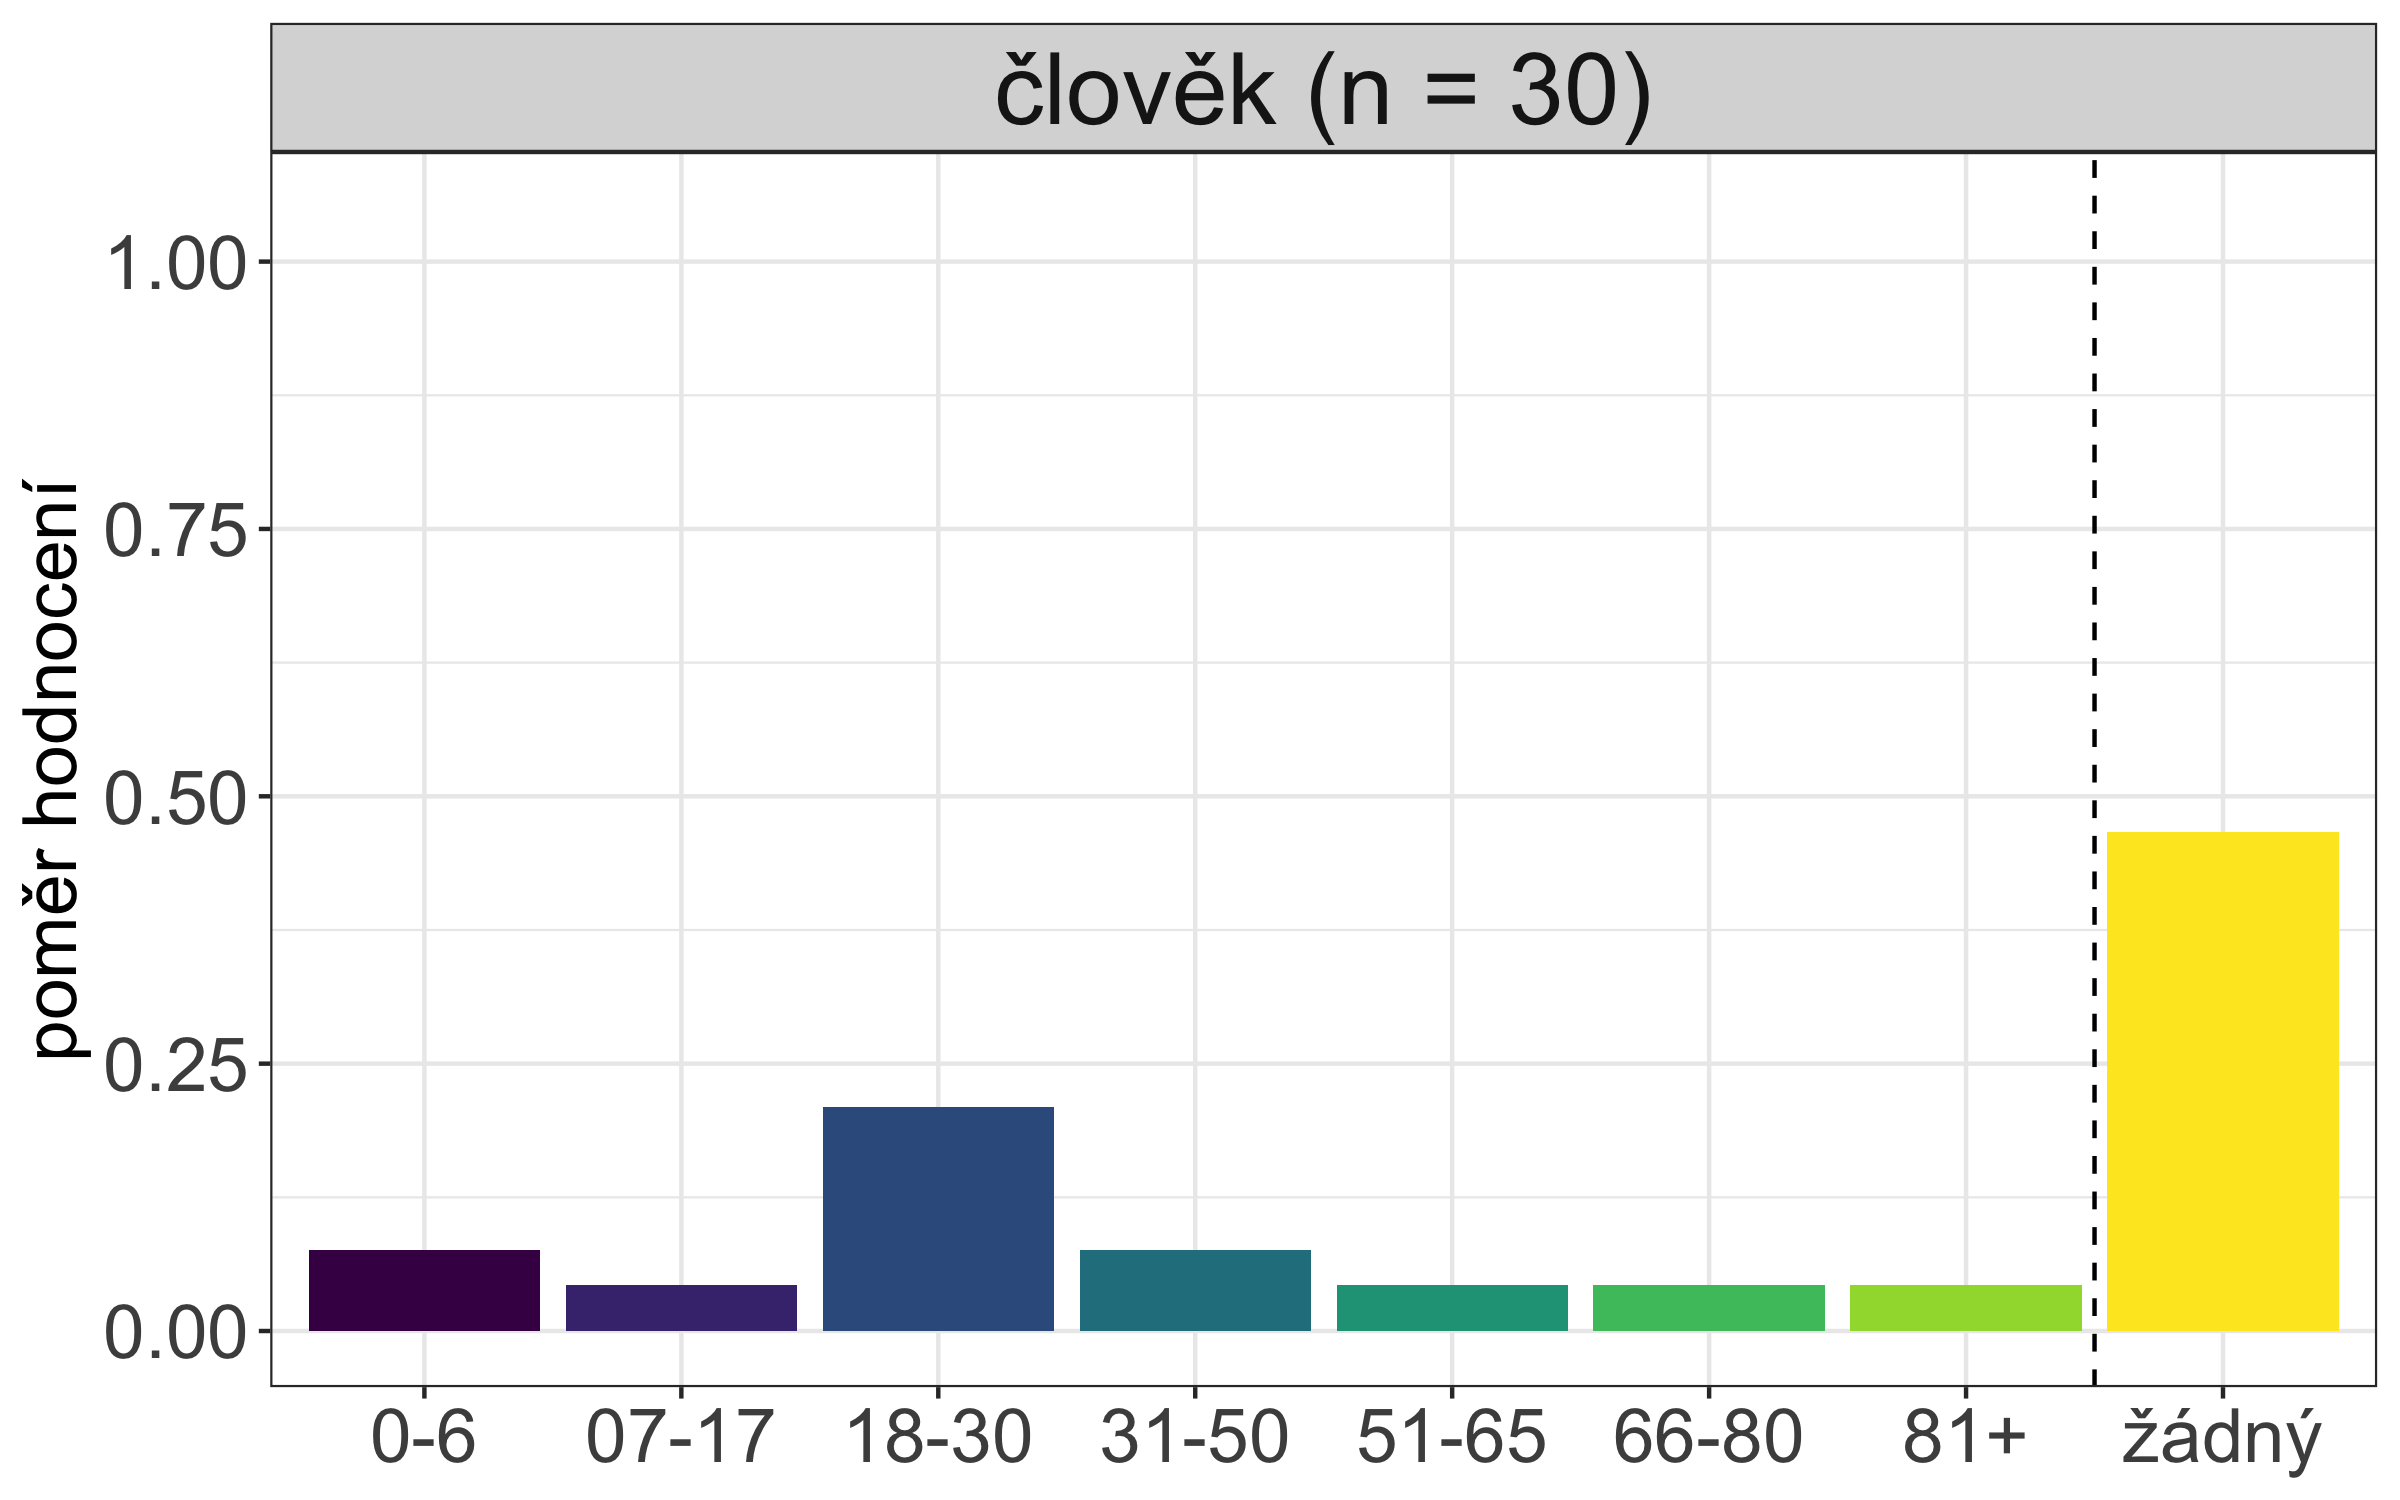 člověk (n = 30)
poměr hodnocení
1.00
0.75
0.50
0.25
0.00
0-6 07-17 18-30 31-50 51-65 66-80 81+ žádný